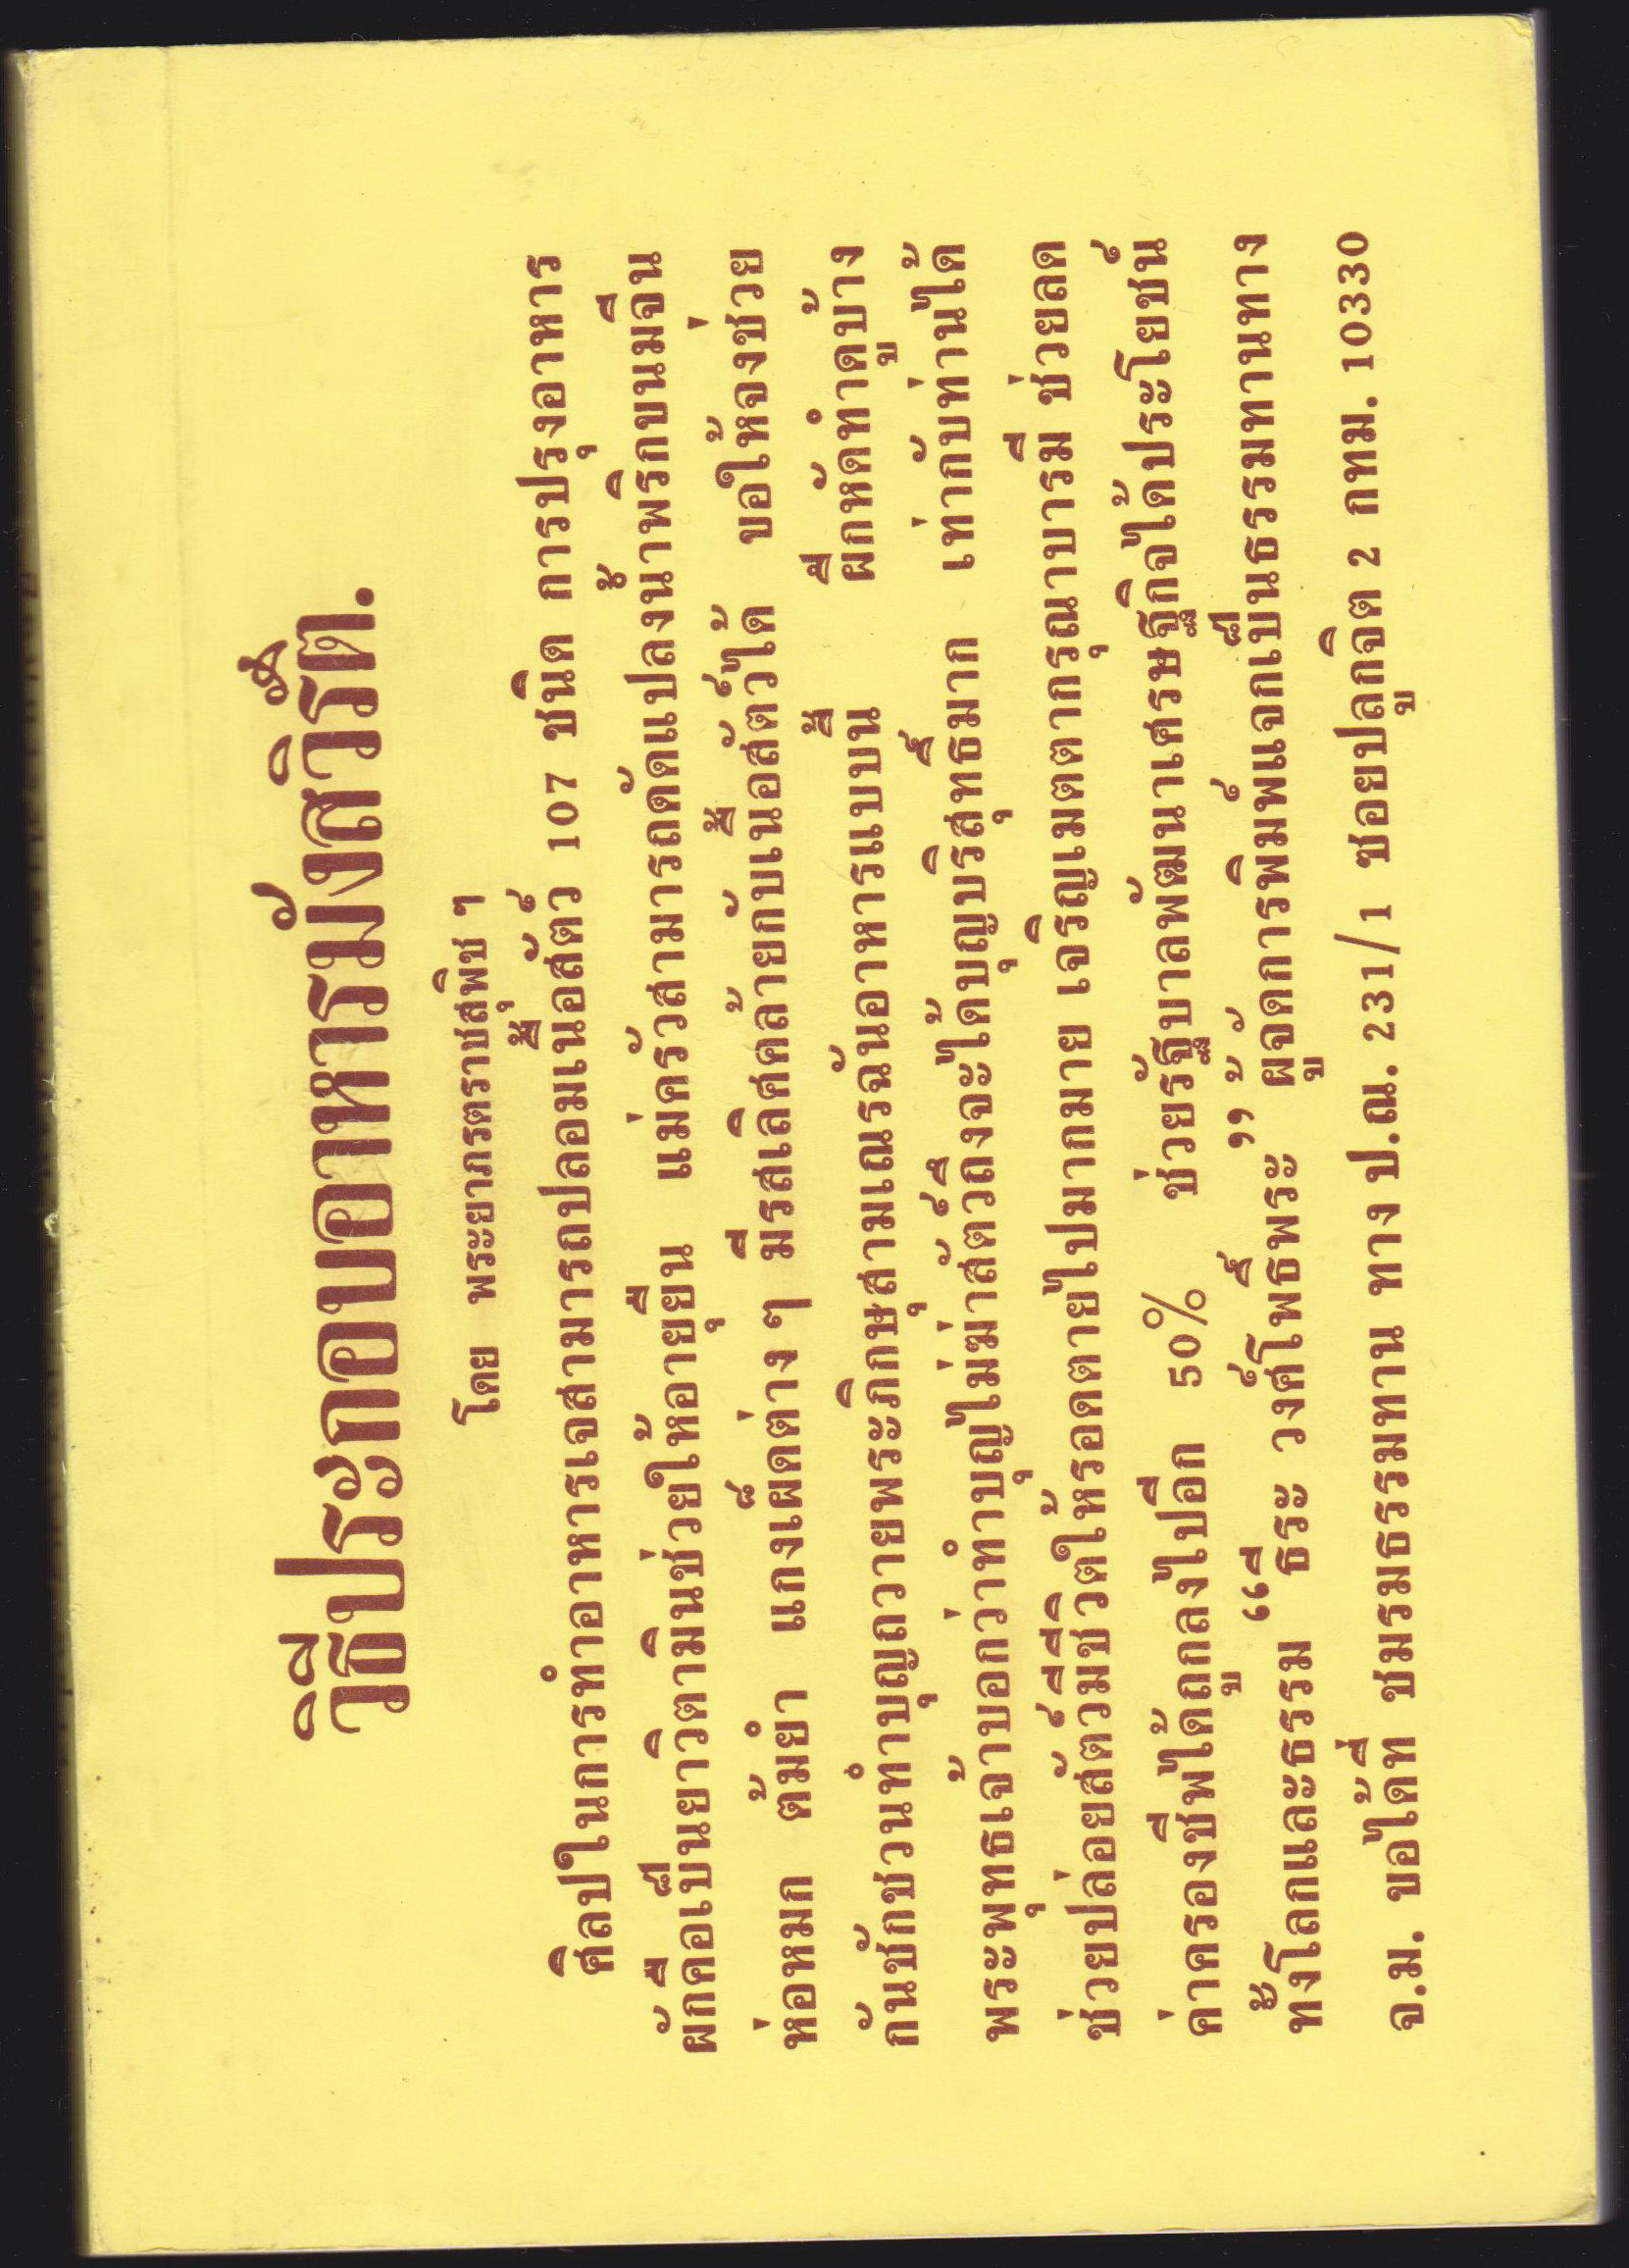 วิธีประกอบอาหารมังสวิรัติ.
โดย พระยาภรตราชสุพิช ฯ
ศิลปในการทำอาหารเจสามารถปลอมเนื้อสัตว์ 107 ชนิด การปรุงอาหาร
ผักคือเป็นยาวิตามินช่วยให้อายุยืน แม่ครัวสามารถดัดแปลงน้ำพริกขนมจีน
ห่อหมก ต้มยำ แกงเผ็ดต่าง ๆ มีรสเลิศคล้ายกับเนื้อสัตว์ได้ ขอให้จงช่วย
กันชักชวนทำบุญถวายพระภิกษุสามเณรฉันอาหารแบบนี้ ฝึกหัดทำดูบ้าง
พระพุทธเจ้าบอกว่าทำบุญไม่ฆ่าสัตว์ถึงจะได้บุญบริสุทธิ์มาก เท่ากับท่านได้
ช่วยปล่อยสัตว์มีชีวิตให้รอดตายไปมากมาย เจริญเมตตากรุณาบารมี ช่วยลด
ค่าครองชีพได้ถูกลงไปอีก 50% ช่วยรัฐบาลพัฒนาเศรษฐกิจได้ประโยชน์
ทั้งโลกและธรรม “ธีระ วงศ์โพธิ์พระ” ผู้จัดการพิมพ์แจกเป็นธรรมทานทาง
จ.ม. ขอได้ที่ ชมรมธรรมทาน ทาง ป.ณ. 231/1 ซอยปลูกจิต 2 กทม. 10330